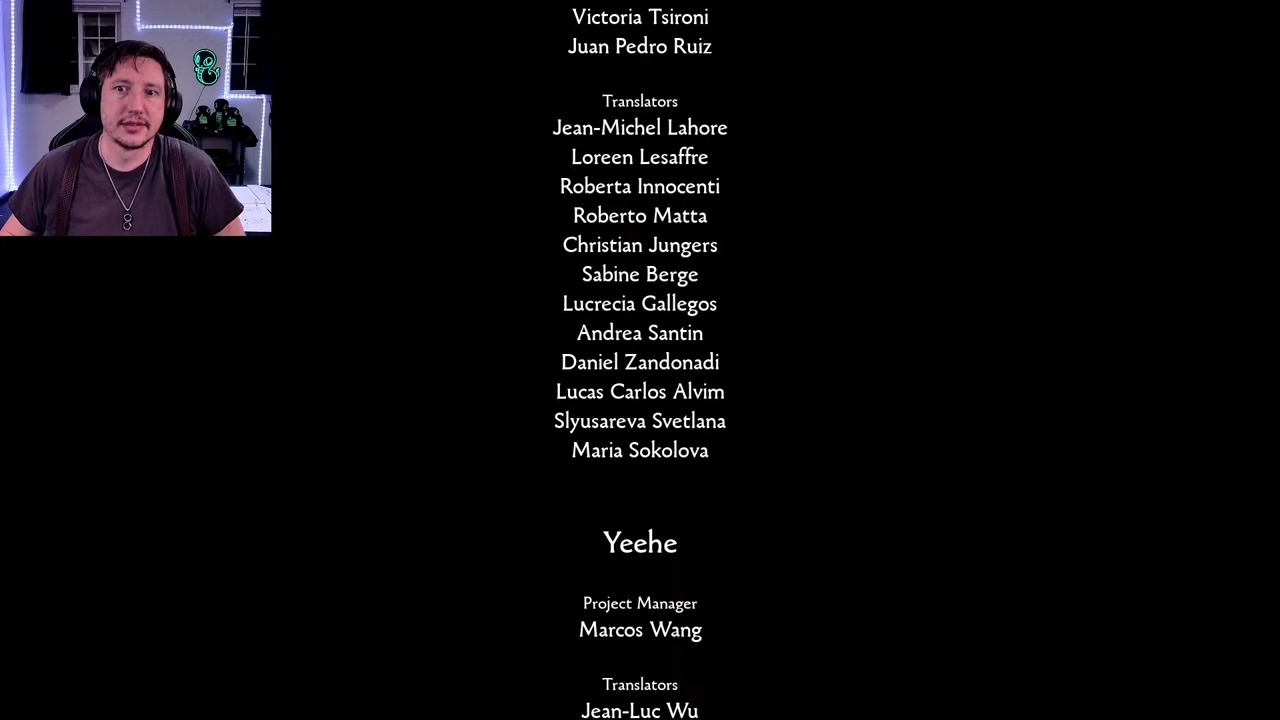 Victoria Tsironi
Juan Pedro Ruiz
Translators
Jean-Michel Lahore
Loreen Lesaffre
Roberta Innocenti
Roberto Matta
Christian Jungers
Sabine Berge
Lucrecia Gallegos
Andrea Santin
Daniel Zandonadi
Lucas Carlos Alvim
Slyusareva Svetlana
Maria Sokolova
Yeehe
Project Manager
Marcos Wang
Translators
Jean-Luc Wu